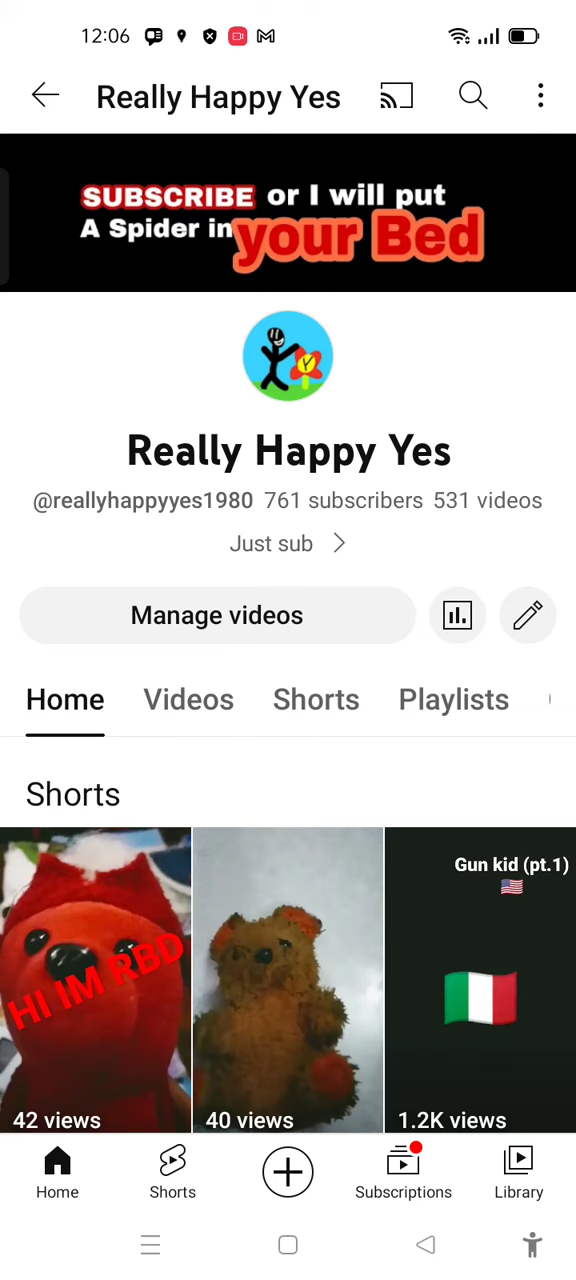 12:06
Really Happy Yes
SUBSCRIBE or I will put
A Spider in your Bed
Really Happy Yes
@reallyhappyyes1980 761 subscribers 531 videos
Just sub
Manage videos
Home Videos Shorts Playlists
Shorts
HI IM RBD
Gun kid (pt.1)
42 views
40 views
1.2K views
Home Shorts Subscriptions Library